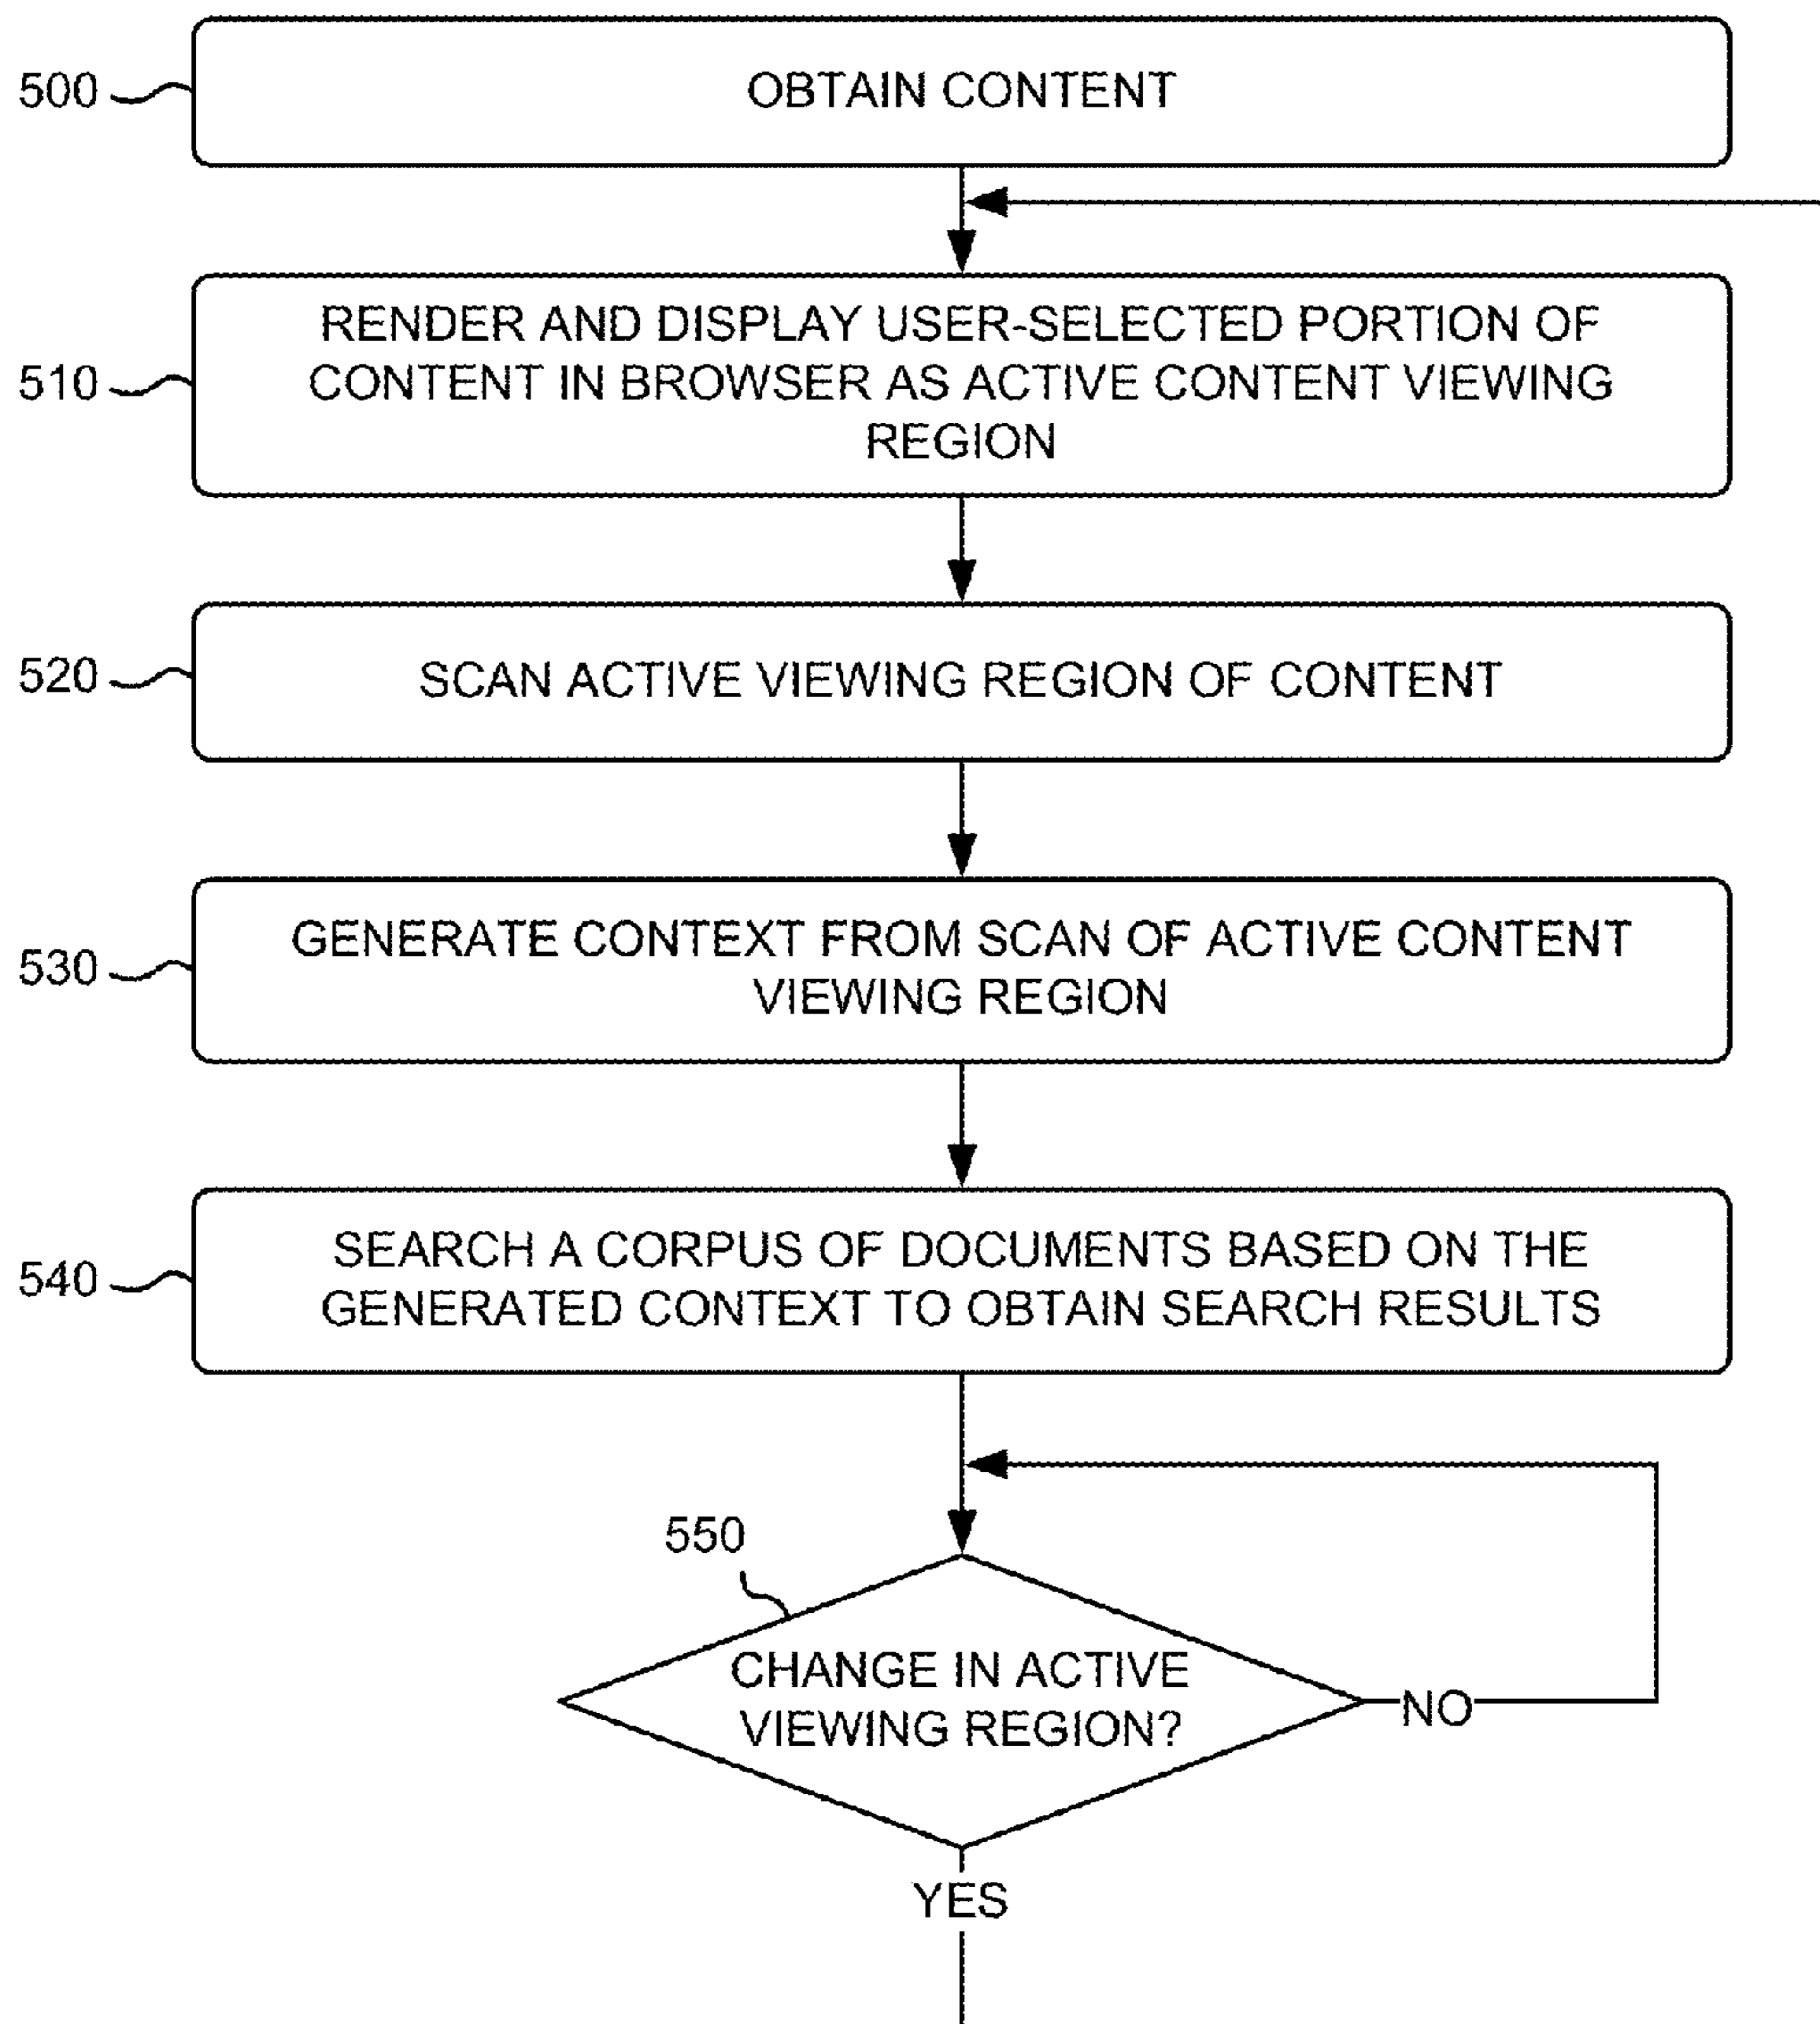 500
OBTAIN CONTENT
510
RENDER AND DISPLAY USER-SELECTED PORTION OF
CONTENT IN BROWSER AS ACTIVE CONTENT VIEWING
REGION
520
SCAN ACTIVE VIEWING REGION OF CONTENT
530
GENERATE CONTEXT FROM SCAN OF ACTIVE CONTENT
VIEWING REGION
540
SEARCH A CORPUS OF DOCUMENTS BASED ON THE
GENERATED CONTEXT TO OBTAIN SEARCH RESULTS
550
CHANGE IN ACTIVE
VIEWING REGION?
NO
YES